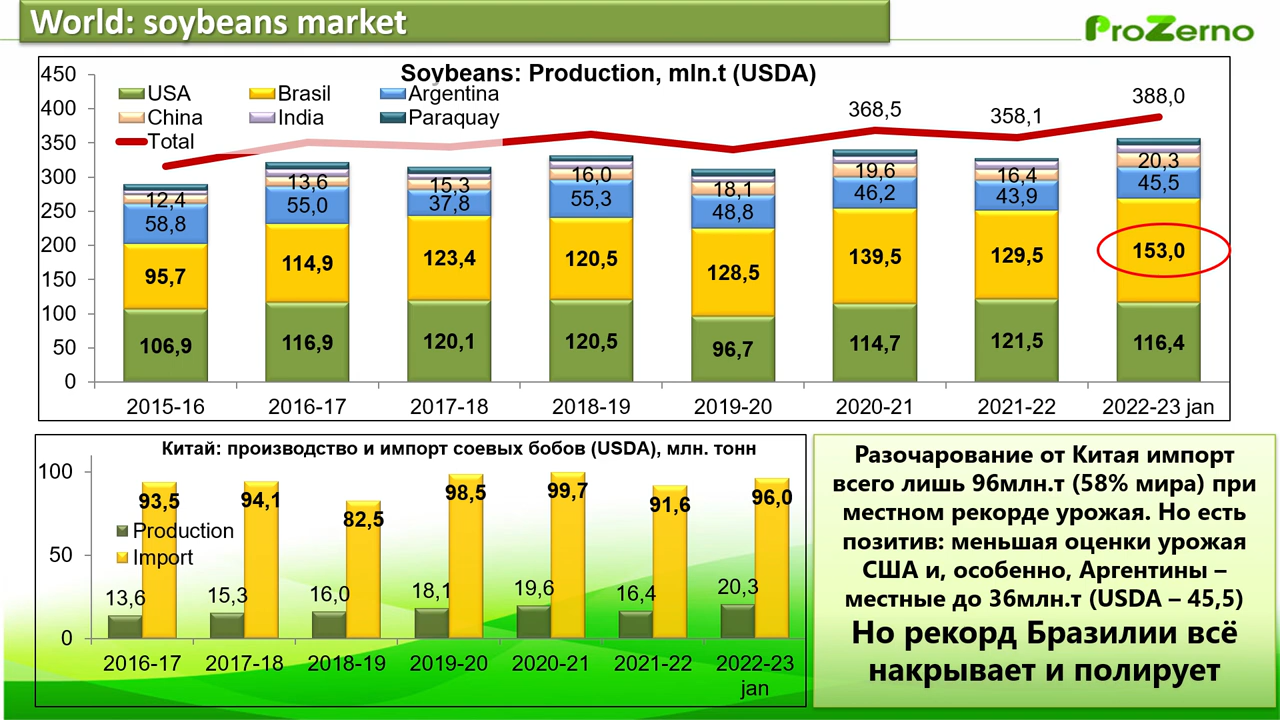 World: soybeans market
ProZerno
Soybeans: Production, mln.t (USDA)
USA Brasil Argentina
China India Paraquay
Total
450
400
350
300
250
200
150
100
50
0
368,5 358,1 388,0
12,4 13,6 15,3 16,0 18,1 19,6 16,4 20,3
58,8 55,0 37,8 55,3 48,8 46,2 43,9 45,5
95,7 114,9 123,4 120,5 128,5 139,5 129,5 153,0
106,9 116,9 120,1 120,5 96,7 114,7 121,5 116,4
2015-16 2016-17 2017-18 2018-19 2019-20 2020-21 2021-22 2022-23 jan
Китай: производство и импорт соевых бобов (USDA), млн. тонн
100
50
0
Production
Import
93,5 94,1 82,5 98,5 99,7 91,6 96,0
13,6 15,3 16,0 18,1 19,6 16,4 20,3
2016-17 2017-18 2018-19 2019-20 2020-21 2021-22 2022-23
jan
Разочарование от Китая импорт
всего лишь 96млн.т (58% мира) при
местном рекорде урожая. Но есть
позитив: меньшая оценки урожая
США и, особенно, Аргентины –
местные до 36млн.т (USDA – 45,5)
Но рекорд Бразилии всё
накрывает и полирует